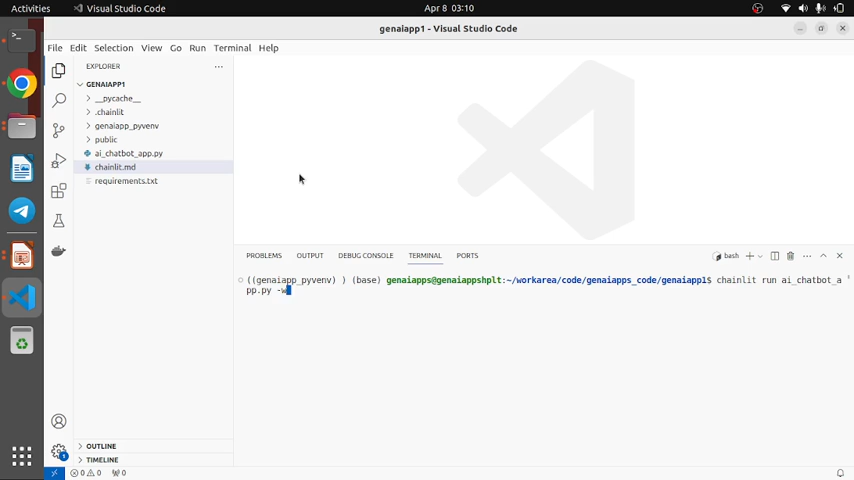 Activities
Visual Studio Code
Apr 8 03:10
genaiapp1 - Visual Studio Code
File Edit Selection View Go Run Terminal Help
EXPLORER
GENAIAPP1
__pycache__
.chainlit
genaiapp_pyvenv
public
ai_chatbot_app.py
chainlit.md
requirements.txt
PROBLEMS OUTPUT DEBUG CONSOLE TERMINAL PORTS
bash
((genaiapp_pyvenv) ) (base) genaiapps@genaiappshplt:~/workarea/code/genaiapps_code/genaiapp1$ chainlit run ai_chatbot_a
pp.py -w
OUTLINE
TIMELINE
1
0 0 0